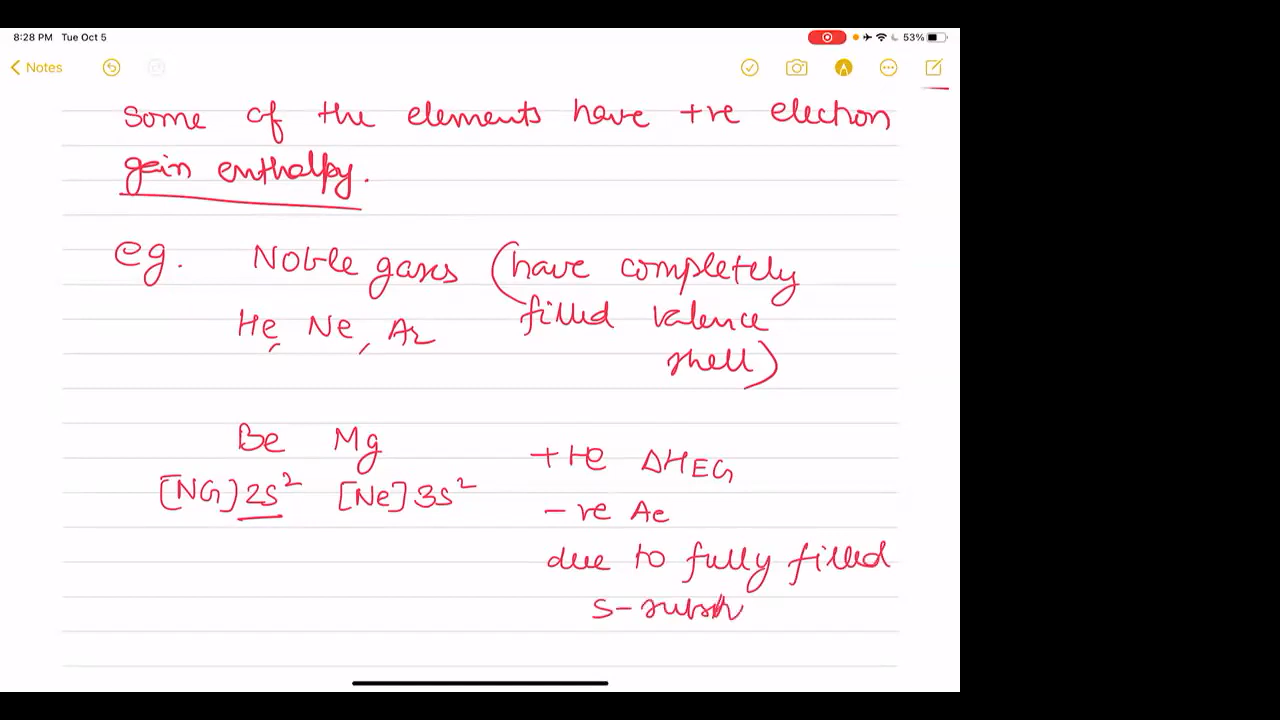 8:28 PM Tue Oct 5
53%
Notes
Some of the elements have +ve election
gain enthalpy.
eg. Noble gases (have completely
filled valence
shell)
He, Ne, Ar
Be Mg
[NG] 2s² [Ne] 3s²
+ve ΔHEG
-ve Ae
due to fully filled
s-subsh